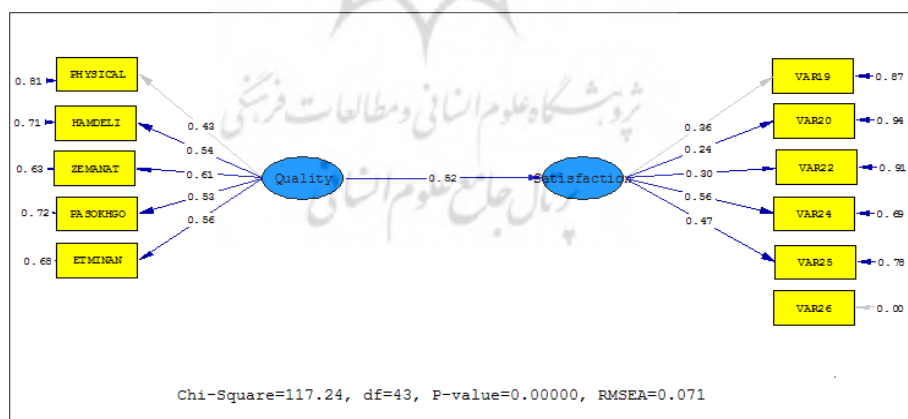 پژوهشگاه علوم انسانی و مطالعات فرهنگی
پرتال جامع علوم انسانی
0.81 PHYSICAL
0.71 HAMDELI
0.63 ZEMANAT
0.72 PASOKHGO
0.68 ETMINAN
0.43
0.54
0.61
0.53
0.56
Quality
0.52
Satisfaction
0.36
0.24
0.30
0.56
0.47
VAR19 0.87
VAR20 0.94
VAR22 0.91
VAR24 0.69
VAR25 0.78
VAR26 0.00
Chi-Square=117.24, df=43, P-value=0.00000, RMSEA=0.071